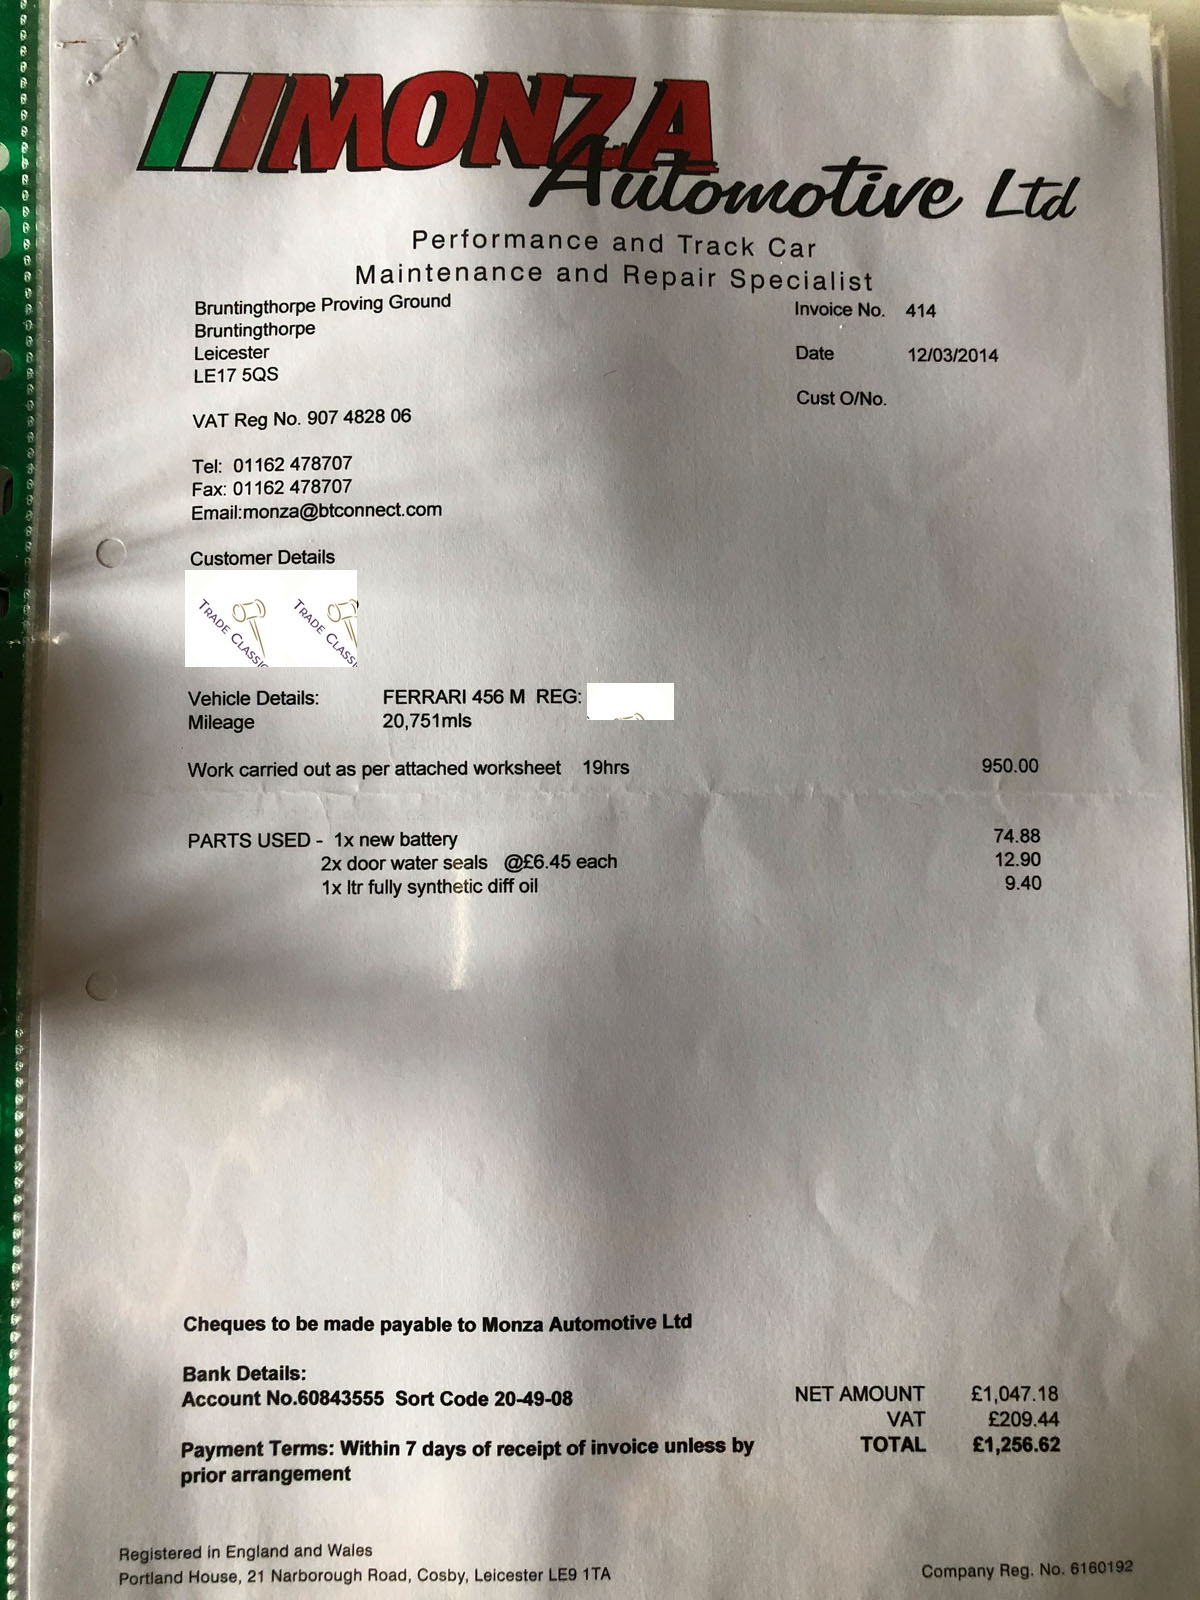 MONZA
Automotive Ltd
Performance and Track Car
Maintenance and Repair Specialist
Bruntingthorpe Proving Ground
Bruntingthorpe
Leicester
LE17 5QS
Invoice No. 414
Date 12/03/2014
Cust O/No.
VAT Reg No. 907 4828 06
Tel: 01162 478707
Fax: 01162 478707
Email:monza@btconnect.com
Customer Details
TRADE CLASSIC TRADE CLASSI
Vehicle Details: FERRARI 456 M REG:
Mileage 20,751mls
Work carried out as per attached worksheet 19hrs 950.00
PARTS USED - 1x new battery 74.88
2x door water seals @£6.45 each 12.90
1x ltr fully synthetic diff oil 9.40
Cheques to be made payable to Monza Automotive Ltd
Bank Details:
Account No.60843555 Sort Code 20-49-08
Payment Terms: Within 7 days of receipt of invoice unless by
prior arrangement
NET AMOUNT £1,047.18
VAT £209.44
TOTAL £1,256.62
Registered in England and Wales
Portland House, 21 Narborough Road, Cosby, Leicester LE9 1TA
Company Reg. No. 6160192